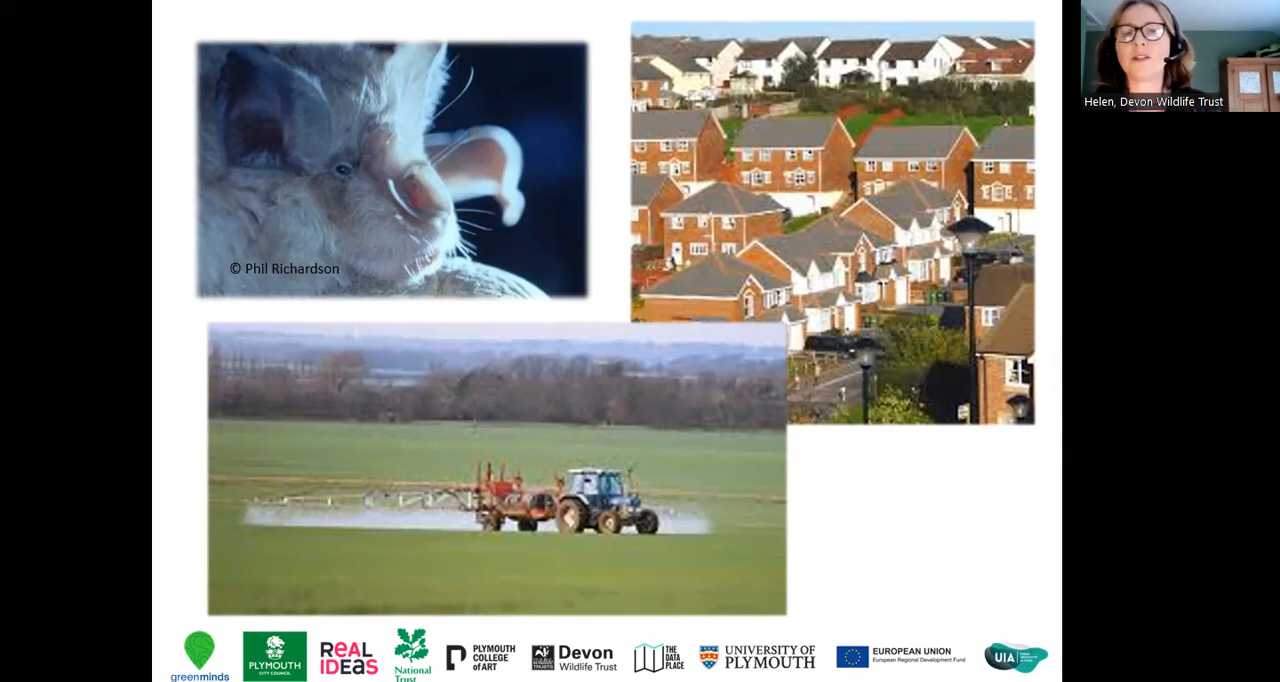 © Phil Richardson
Helen, Devon Wildlife Trust
greenminds
PLYMOUTH
CITY COUNCIL
REAL
IDEAS
National
Trust
PLYMOUTH
COLLEGE
OF ART
Devon
Wildlife Trust
THE
DATA
PLACE
UNIVERSITY OF
PLYMOUTH
EUROPEAN UNION
European Regional Development Fund
UIA